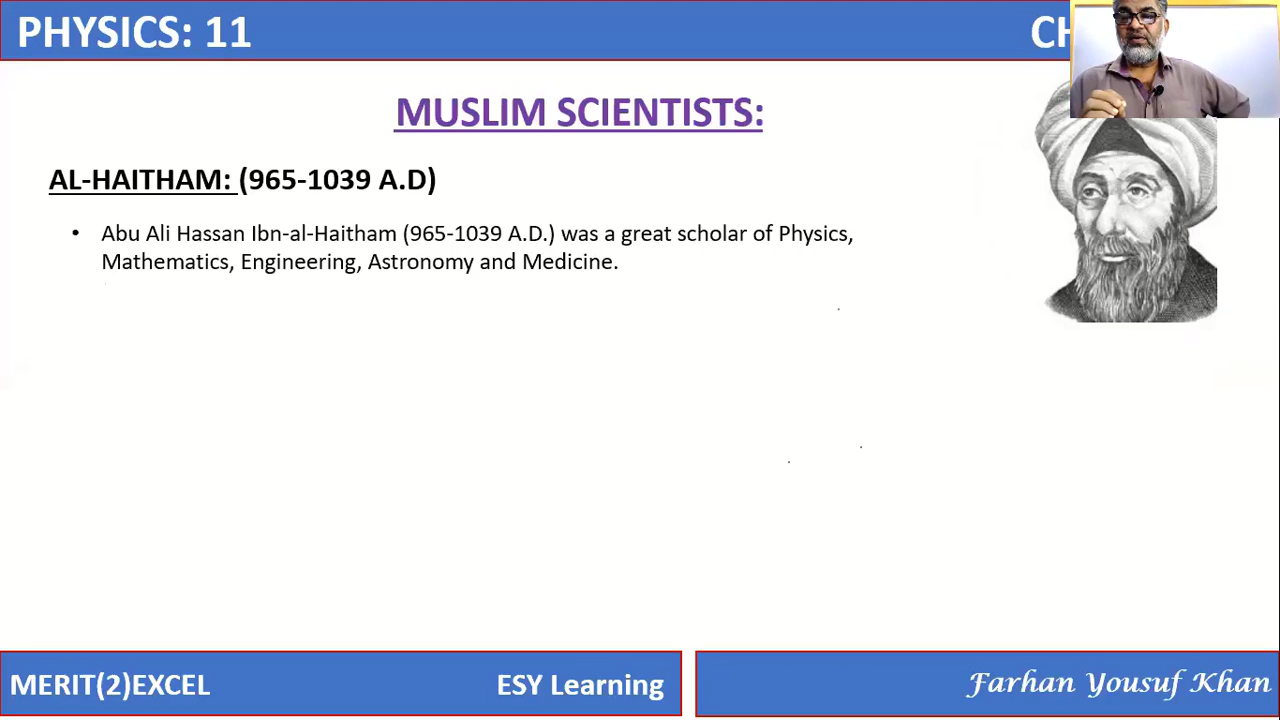 PHYSICS: 11
CH
MUSLIM SCIENTISTS:
AL-HAITHAM: (965-1039 A.D)
• Abu Ali Hassan Ibn-al-Haitham (965-1039 A.D.) was a great scholar of Physics,
Mathematics, Engineering, Astronomy and Medicine.
MERIT(2)EXCEL
ESY Learning
Farhan Yousuf Khan